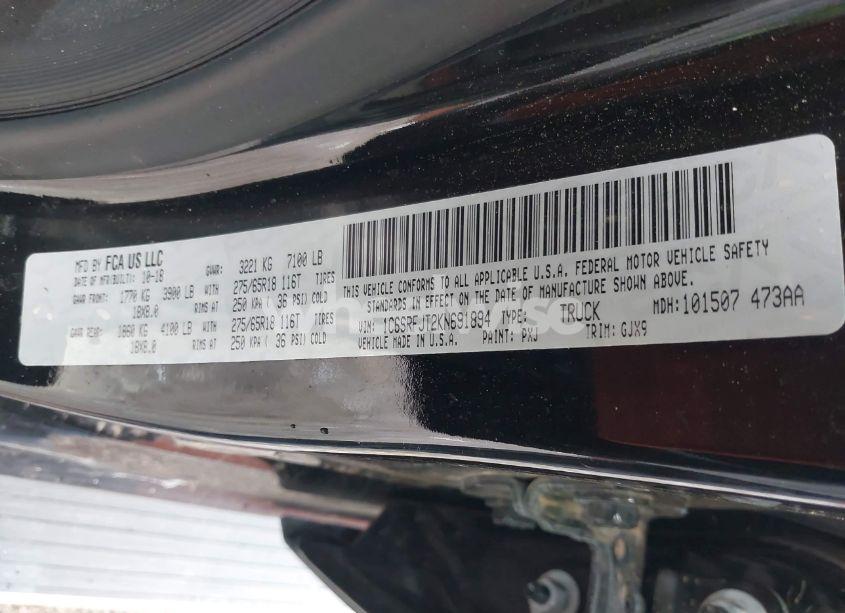 MFD BY FCA US LLC
DATE OF MFR/BUILT: 10-18 GVWR: 3221 KG 7100 LB
GAWR FRONT: 1770 KG 3900 LB WITH 275/65R18 116T TIRES
18X8.0 RIMS AT 250 KPA ( 36 PSI) COLD
GAWR REAR: 1860 KG 4100 LB WITH 275/65R18 116T TIRES
18X8.0 RIMS AT 250 KPA ( 36 PSI) COLD
THIS VEHICLE CONFORMS TO ALL APPLICABLE U.S.A. FEDERAL MOTOR VEHICLE SAFETY
STANDARDS IN EFFECT ON THE DATE OF MANUFACTURE SHOWN ABOVE.
VIN: 1C6SRFJT2KN691894 TYPE: TRUCK MDH: 101507 473AA
VEHICLE MADE IN U.S.A. PAINT: PXJ TRIM: GJX9